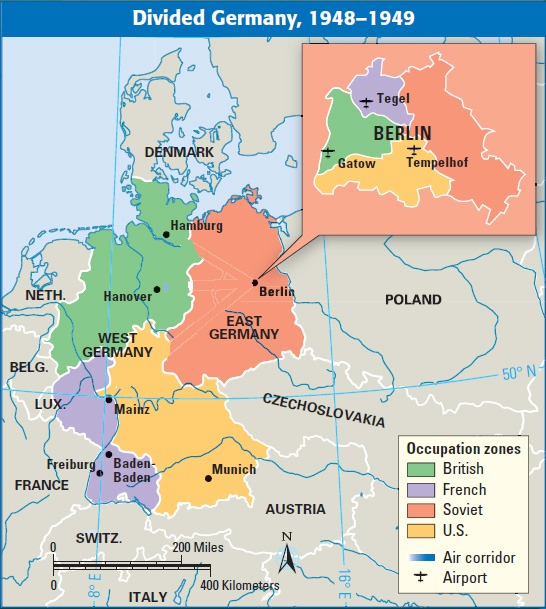 Divided Germany, 1948–1949
Tegel
BERLIN
Gatow
Tempelhof
DENMARK
Hamburg
NETH.
Hanover
Berlin
POLAND
EAST
GERMANY
WEST
GERMANY
BELG.
50° N
LUX.
Mainz
CZECHOSLOVAKIA
Freiburg
Baden-
Baden
Munich
FRANCE
AUSTRIA
SWITZ.
ITALY
Occupation zones
British
French
Soviet
U.S.
Air corridor
Airport
N
0
200 Miles
0
400 Kilometers
8° E
16° E